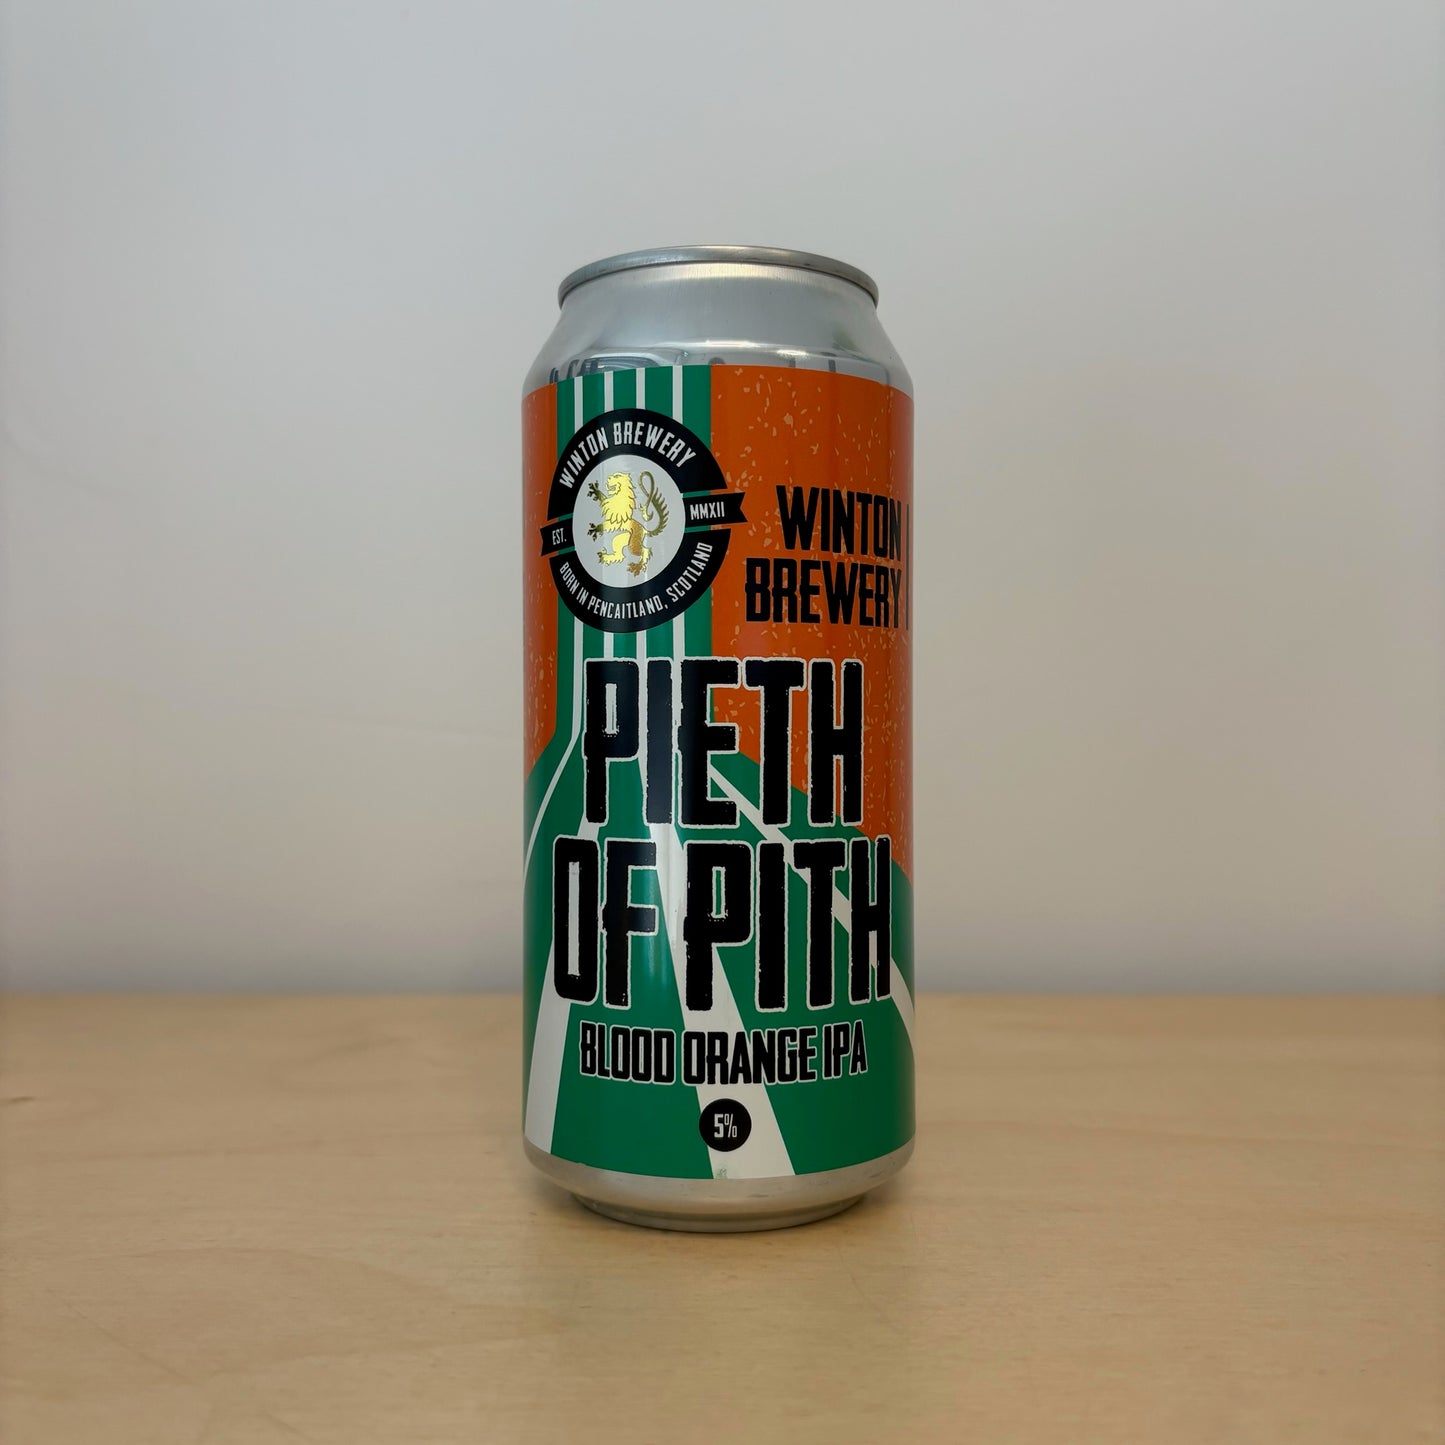 WINTON BREWERY
EST. MMXII
BORN IN PENCAITLAND, SCOTLAND
WINTON
BREWERY
PIETH
OF PITH
BLOOD ORANGE IPA
5%